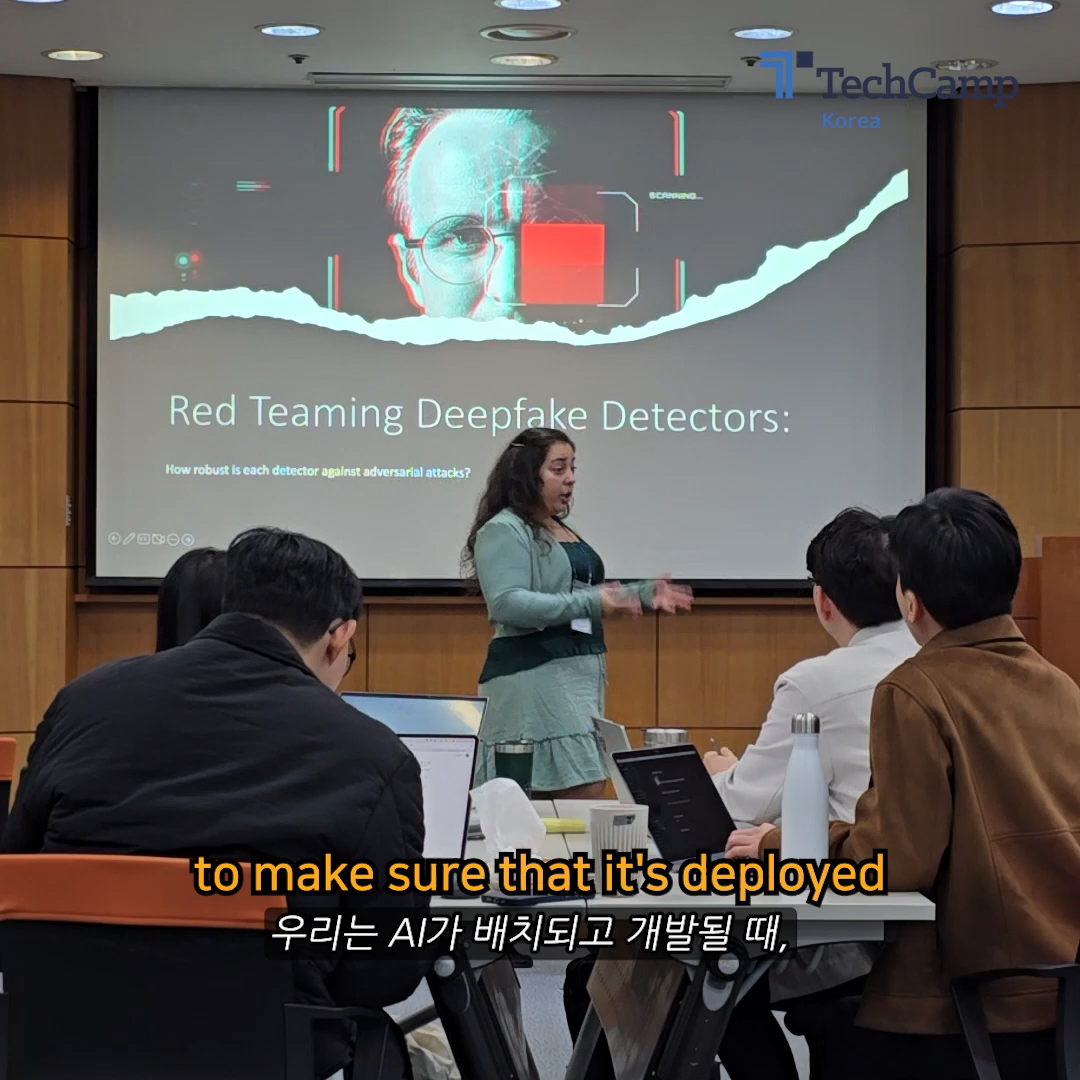 TechCamp
Korea
SCANNING...
Red Teaming Deepfake Detectors:
How robust is each detector against adversarial attacks?
to make sure that it's deployed
우리는 AI가 배치되고 개발될 때,